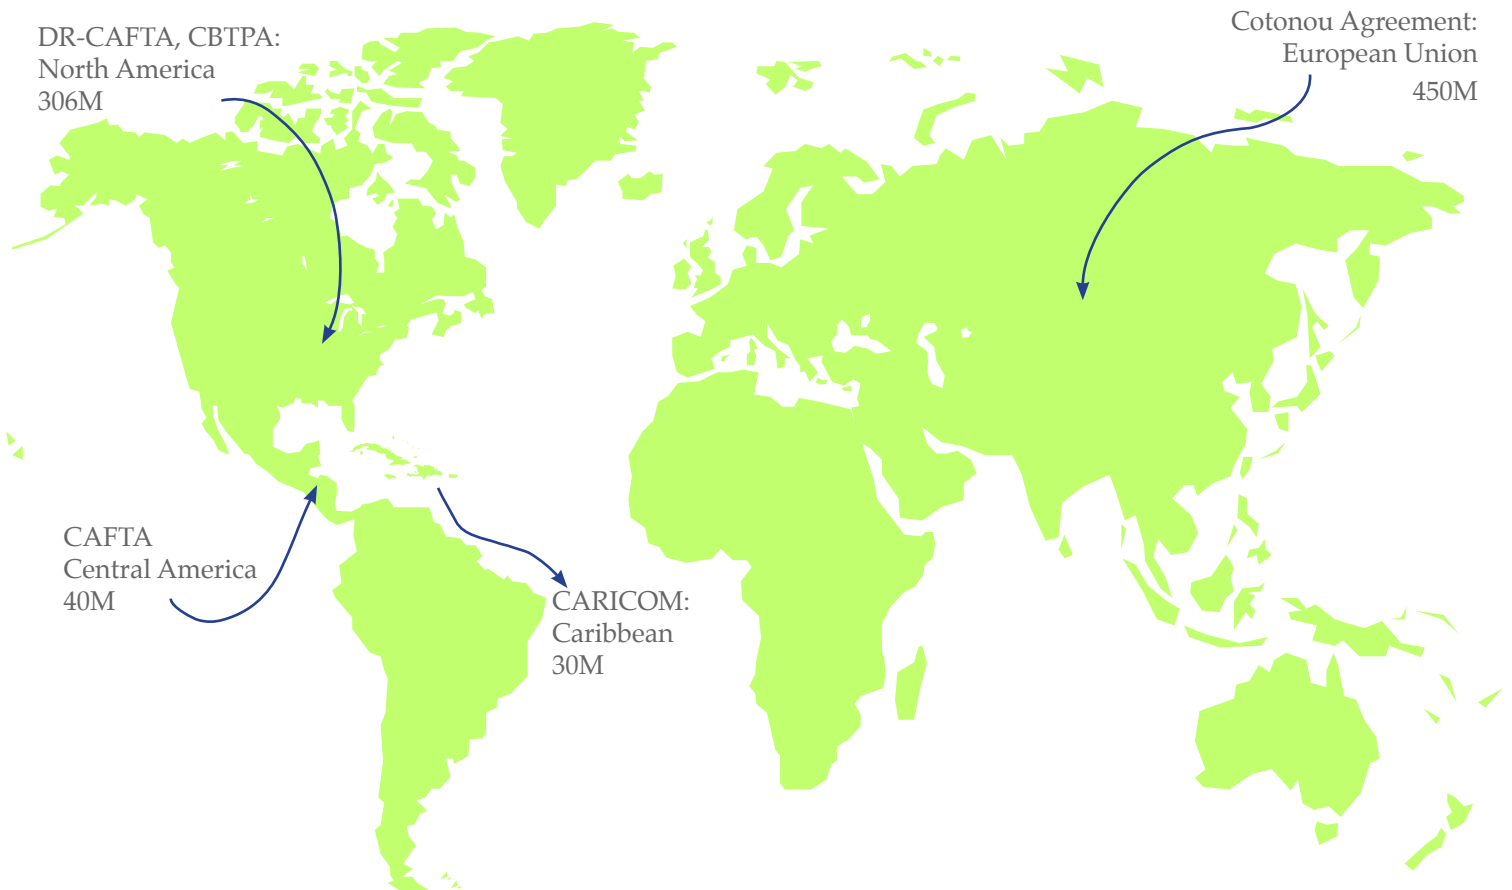 DR-CAFTA, CBTPA:
North America
306M
Cotonou Agreement:
European Union
450M
CAFTA
Central America
40M
CARICOM:
Caribbean
30M